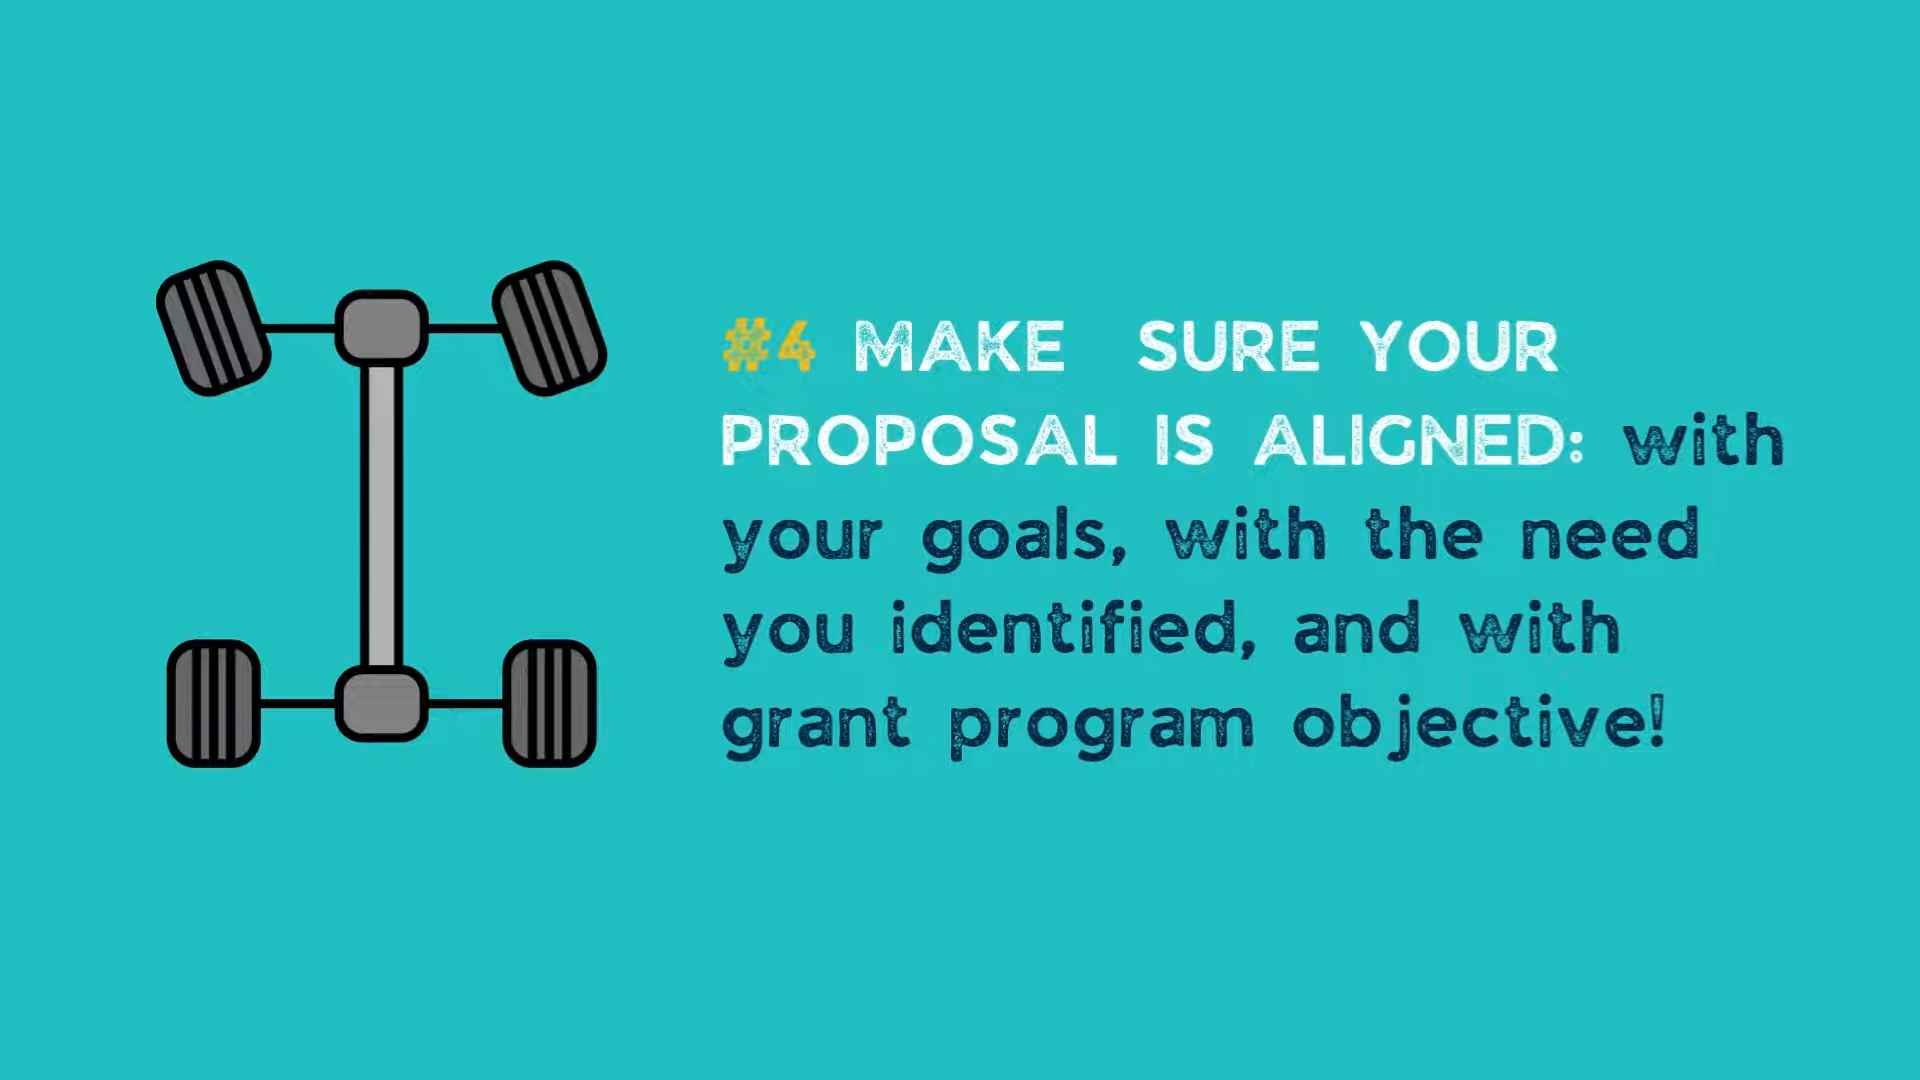 #4 MAKE SURE YOUR
PROPOSAL IS ALIGNED: with
your goals, with the need
you identified, and with
grant program objective!